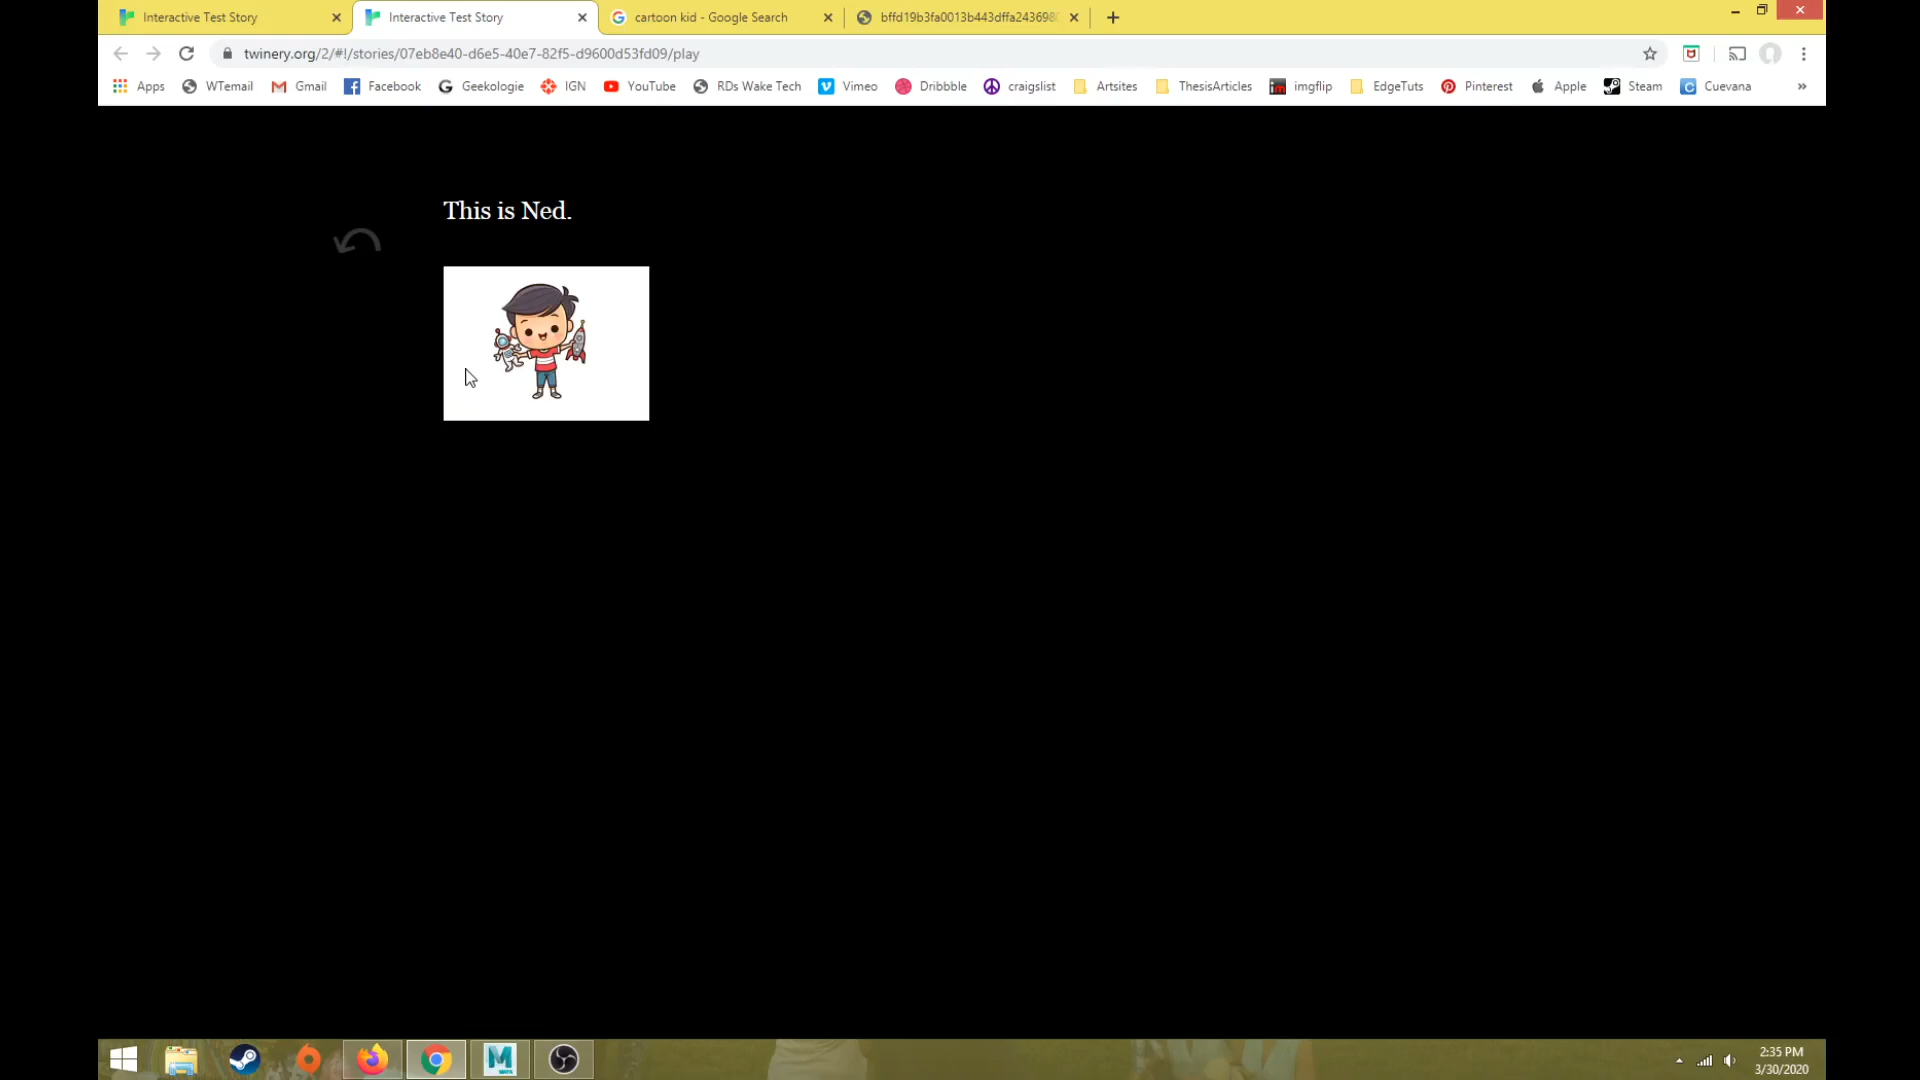 Interactive Test Story
Interactive Test Story
cartoon kid - Google Search
bffd19b3fa0013b443dffa243698
twinery.org/2/#!/stories/07eb8e40-d6e5-40e7-82f5-d9600d53fd09/play
Apps WTemail Gmail Facebook Geekologie IGN YouTube RDs Wake Tech Vimeo Dribbble craigslist Artsites ThesisArticles imgflip EdgeTuts Pinterest Apple Steam Cuevana »
This is Ned.
2:35 PM
3/30/2020